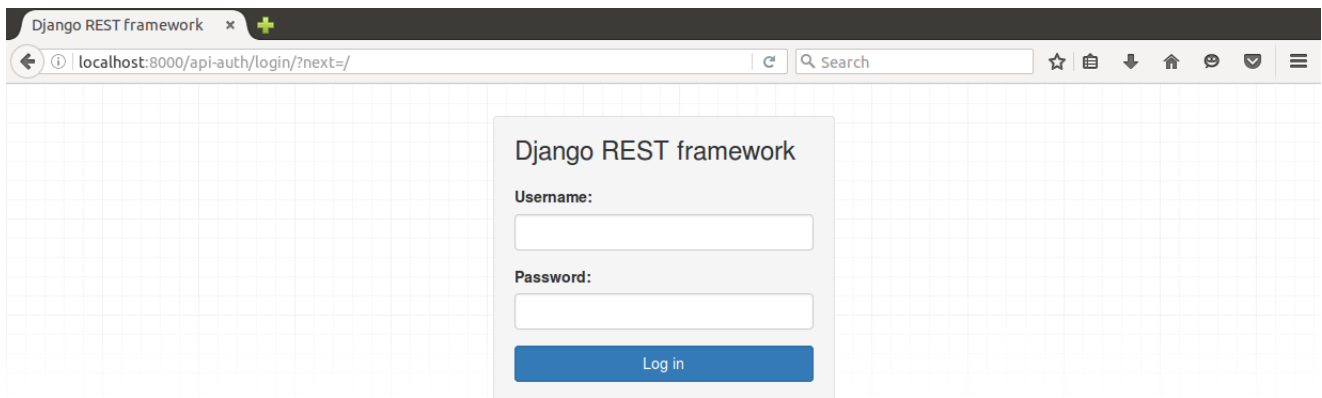 Django REST framework
localhost:8000/api-auth/login/?next=/
Search
Django REST framework
Username:
Password:
Log in